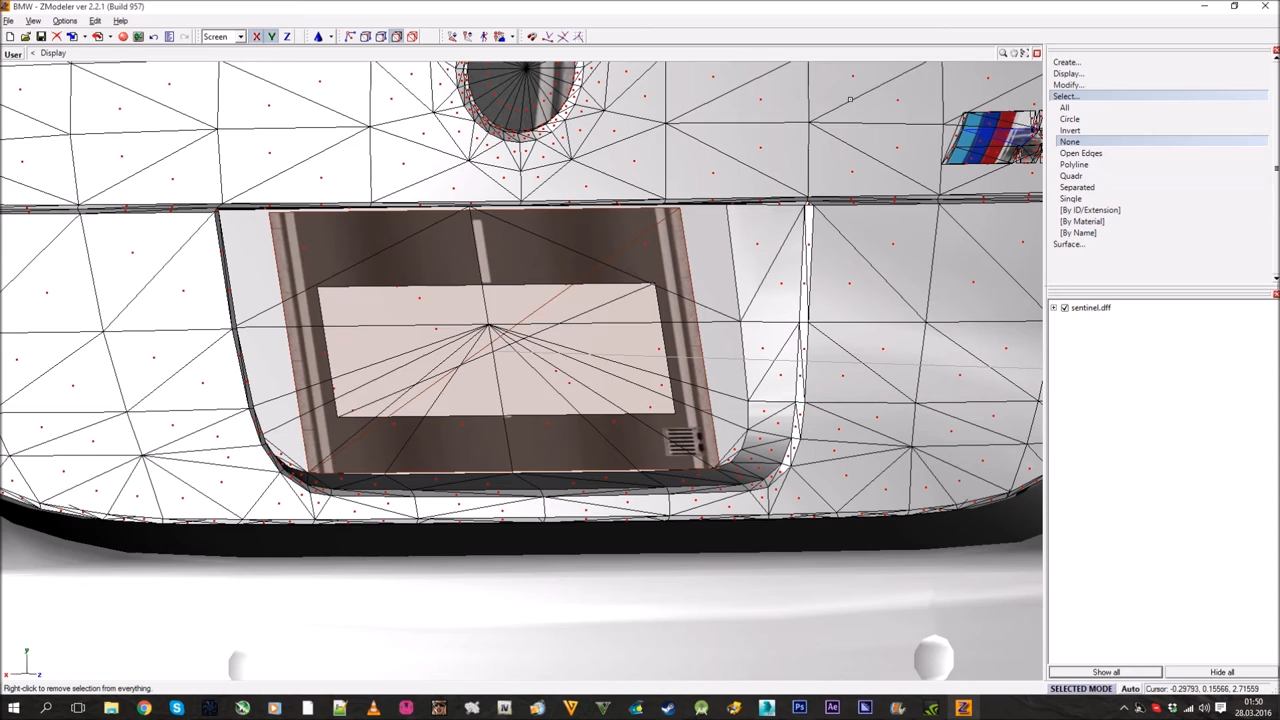 BMW - ZModeler ver 2.2.1 (Build 957)
File View Options Edit Help
Screen X Y Z
User < Display
Create...
Display...
Modify...
Select...
All
Circle
Invert
None
Open Edges
Polyline
Quadr
Separated
Single
[By ID/Extension]
[By Material]
[By Name]
Surface...
sentinel.dff
y
x z
Show all Hide all
Right-click to remove selection from everything.
SELECTED MODE Auto Cursor: -0.29793, 0.15566, 2.71559
01:50
28.03.2016